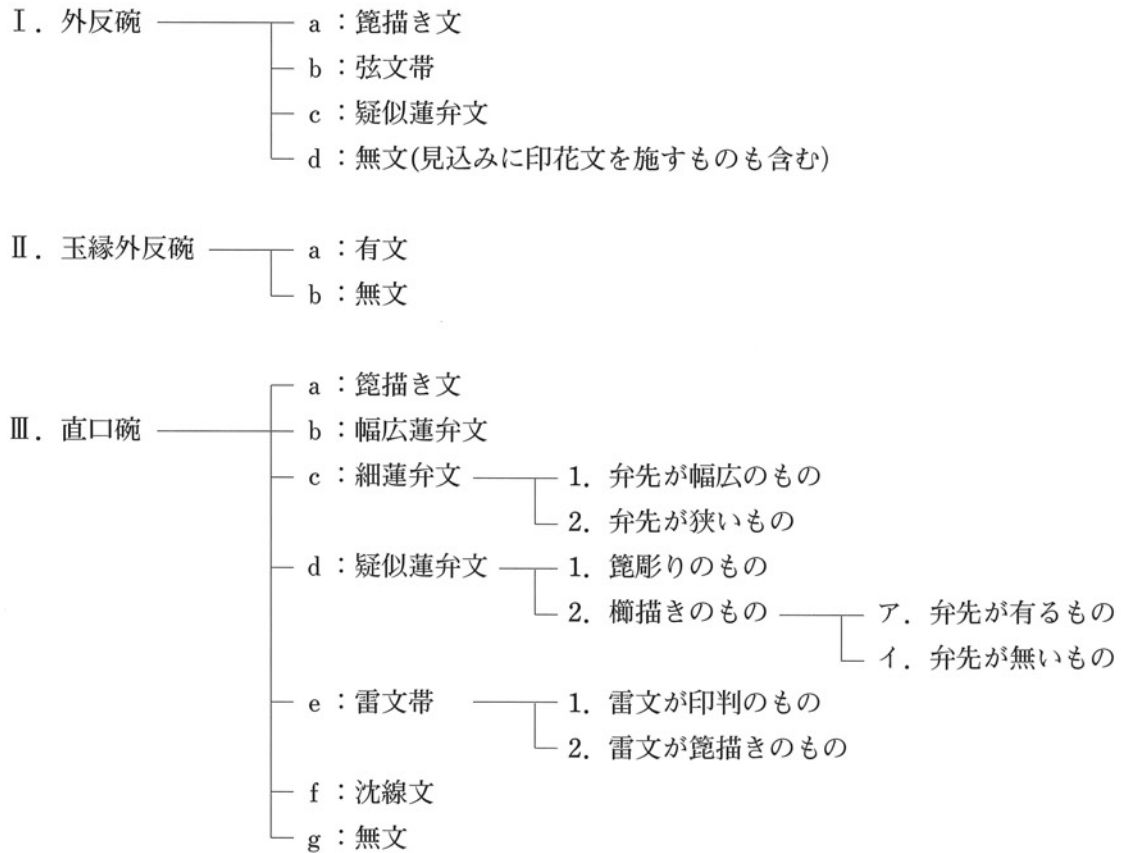 Ⅰ．外反碗 a：箆描き文
b：弦文帯
c：疑似蓮弁文
d：無文(見込みに印花文を施すものも含む)
Ⅱ．玉縁外反碗 a：有文
b：無文
a：箆描き文
Ⅲ．直口碗 b：幅広蓮弁文
c：細蓮弁文 1．弁先が幅広のもの
2．弁先が狭いもの
d：疑似蓮弁文 1．箆彫りのもの
2．櫛描きのもの ア．弁先が有るもの
イ．弁先が無いもの
e：雷文帯 1．雷文が印判のもの
2．雷文が箆描きのもの
f：沈線文
g：無文